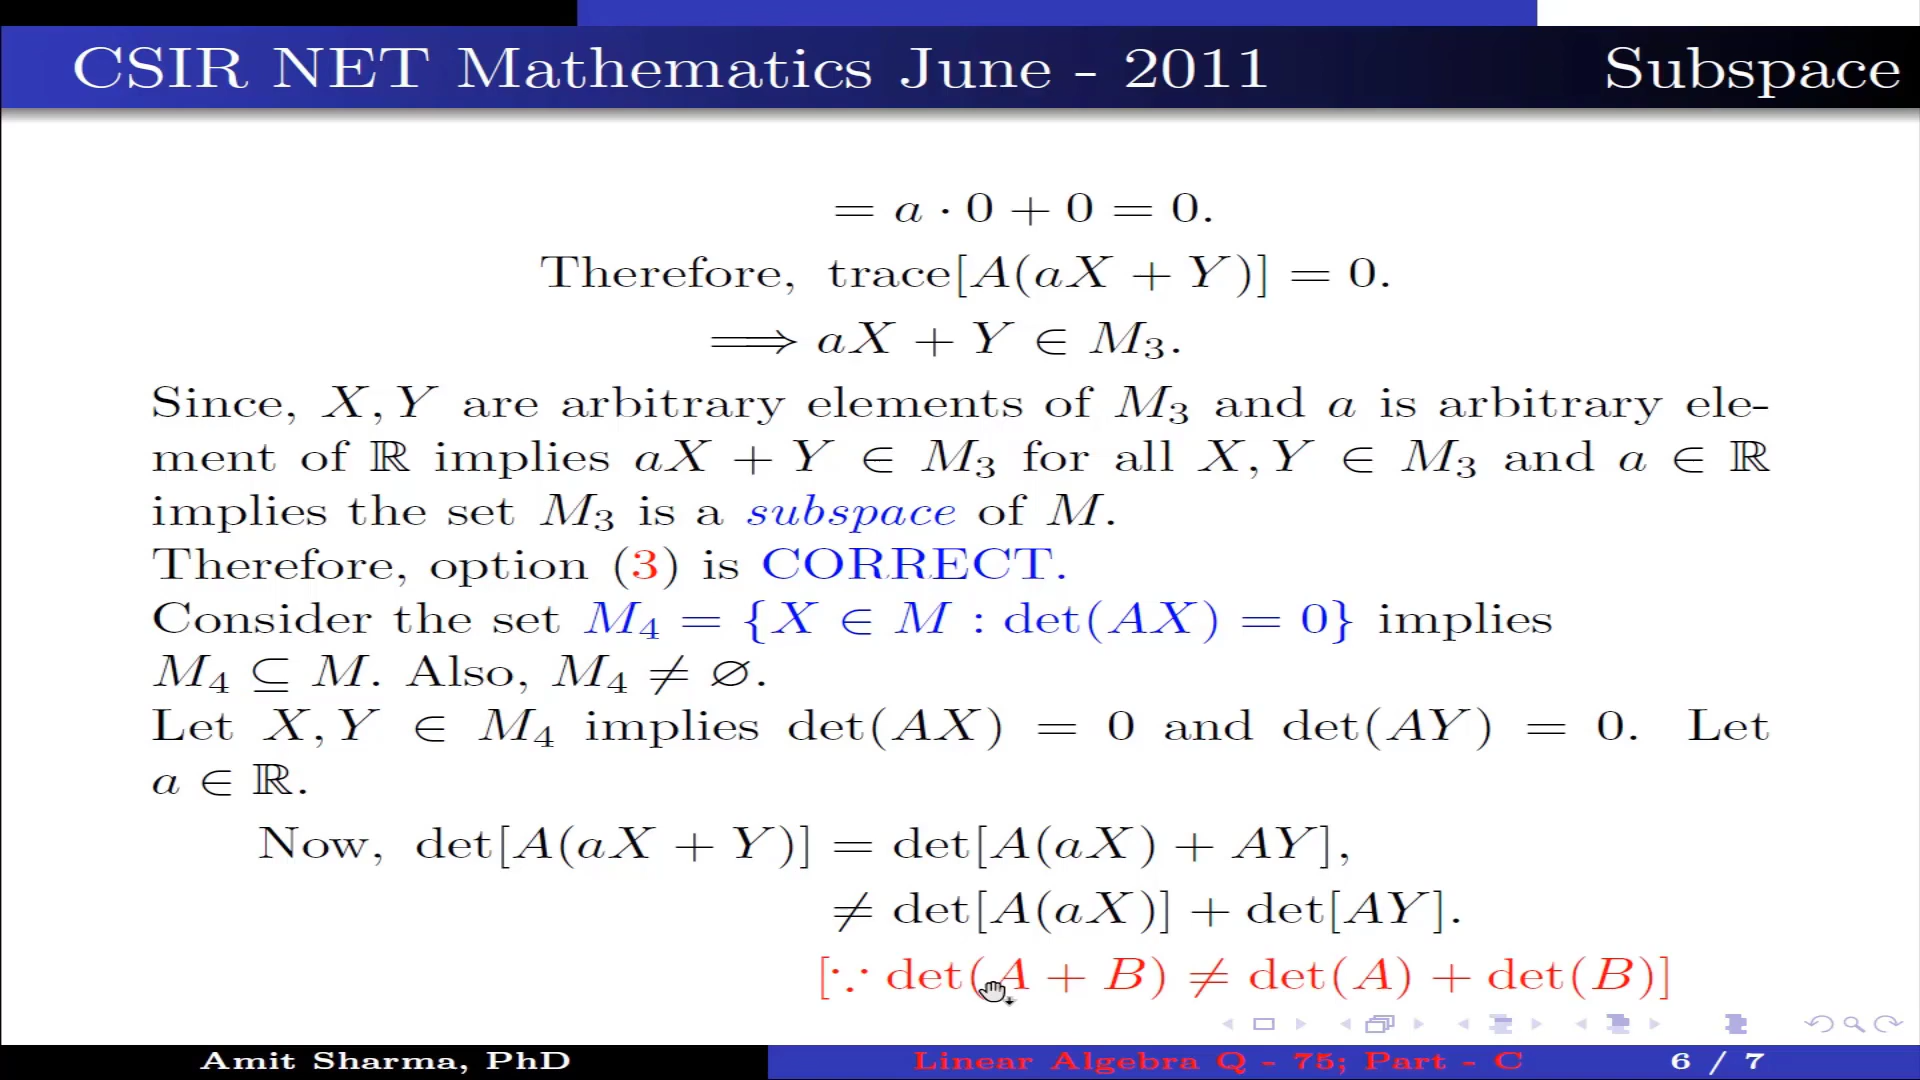 CSIR NET Mathematics June - 2011 Subspace
= a · 0 + 0 = 0.
Therefore, trace[A(aX + Y)] = 0.
⟹ aX + Y ∈ M₃.
Since, X, Y are arbitrary elements of M₃ and a is arbitrary ele-
ment of ℝ implies aX + Y ∈ M₃ for all X, Y ∈ M₃ and a ∈ ℝ
implies the set M₃ is a subspace of M.
Therefore, option (3) is CORRECT.
Consider the set M₄ = {X ∈ M : det(AX) = 0} implies
M₄ ⊆ M. Also, M₄ ≠ ∅.
Let X, Y ∈ M₄ implies det(AX) = 0 and det(AY) = 0. Let
a ∈ ℝ.
Now, det[A(aX + Y)] = det[A(aX) + AY],
≠ det[A(aX)] + det[AY].
[∵ det(A + B) ≠ det(A) + det(B)]
Amit Sharma, PhD Linear Algebra Q - 75; Part - C 6 / 7